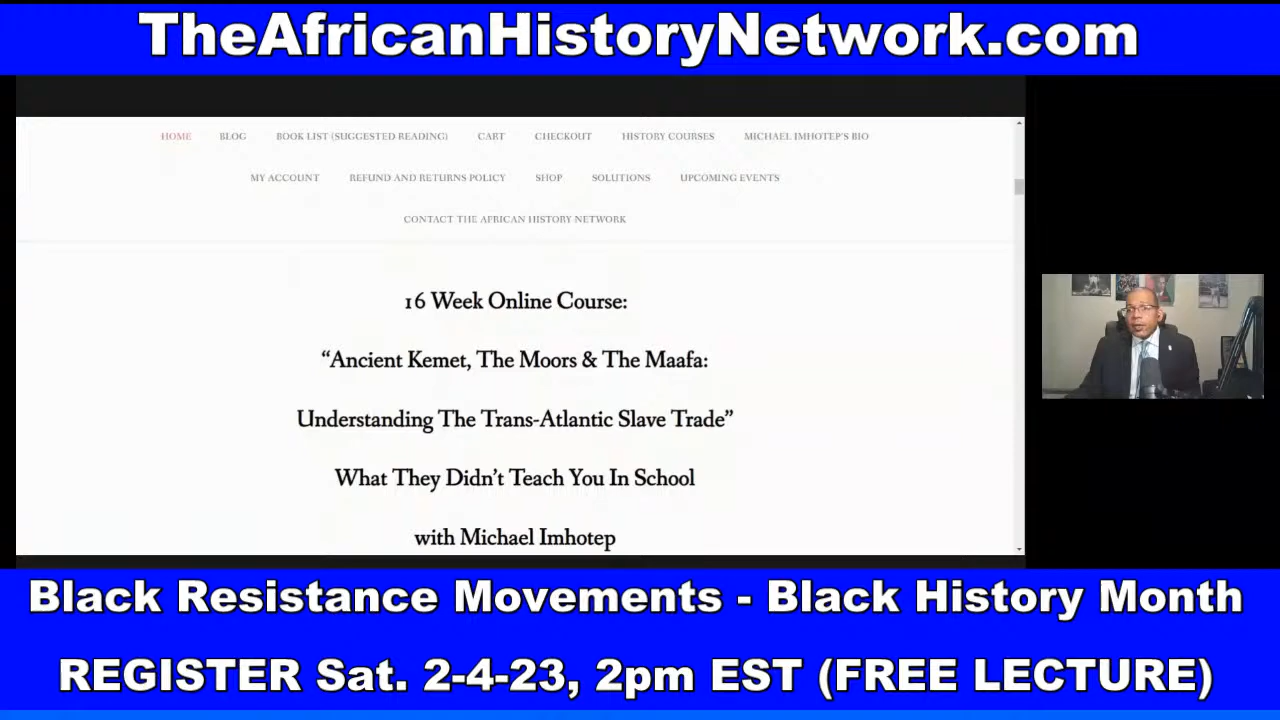 TheAfricanHistoryNetwork.com
HOME BLOG BOOK LIST (SUGGESTED READING) CART CHECKOUT HISTORY COURSES MICHAEL IMHOTEP'S BIO
MY ACCOUNT REFUND AND RETURNS POLICY SHOP SOLUTIONS UPCOMING EVENTS
CONTACT THE AFRICAN HISTORY NETWORK
16 Week Online Course:
“Ancient Kemet, The Moors & The Maafa:
Understanding The Trans-Atlantic Slave Trade”
What They Didn’t Teach You In School
with Michael Imhotep
Black Resistance Movements - Black History Month
REGISTER Sat. 2-4-23, 2pm EST (FREE LECTURE)